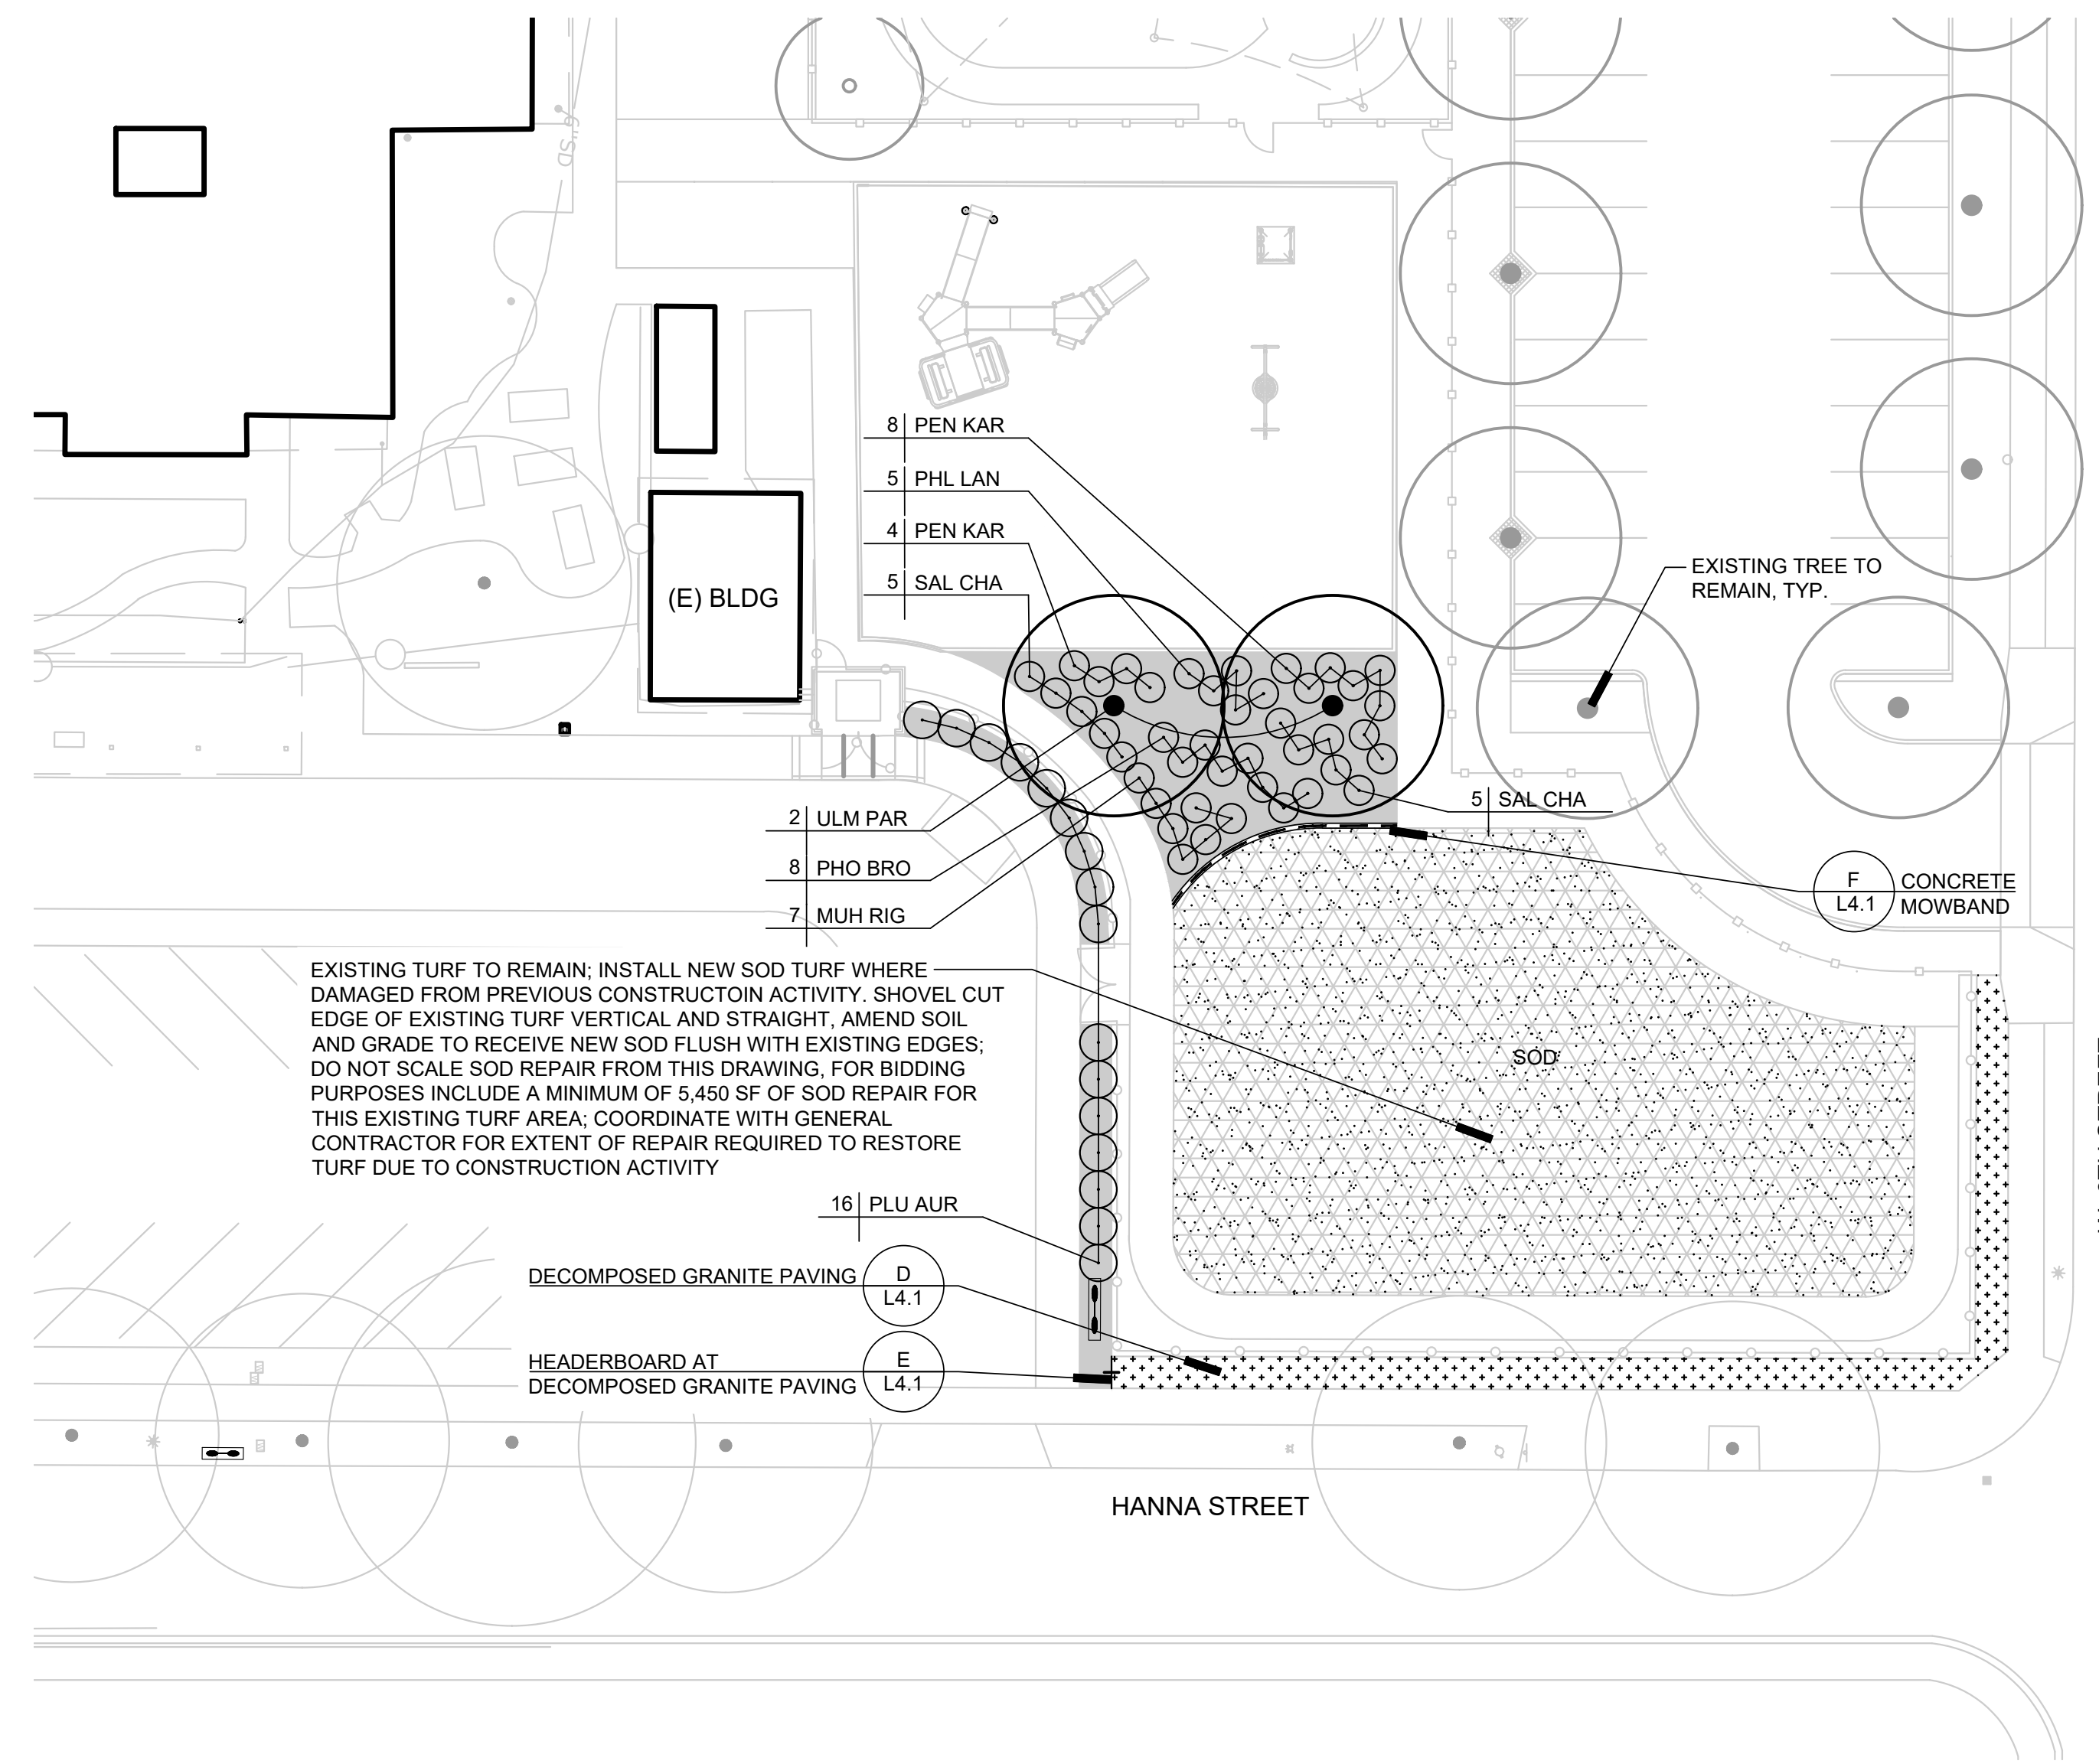 6" SD
8 PEN KAR
5 PHL LAN
4 PEN KAR
5 SAL CHA
(E) BLDG
EXISTING TREE TO
REMAIN, TYP.
2 ULM PAR
8 PHO BRO
7 MUH RIG
5 SAL CHA
F
L4.1
CONCRETE
MOWBAND
EXISTING TURF TO REMAIN; INSTALL NEW SOD TURF WHERE
DAMAGED FROM PREVIOUS CONSTRUCTOIN ACTIVITY. SHOVEL CUT
EDGE OF EXISTING TURF VERTICAL AND STRAIGHT, AMEND SOIL
AND GRADE TO RECEIVE NEW SOD FLUSH WITH EXISTING EDGES;
DO NOT SCALE SOD REPAIR FROM THIS DRAWING, FOR BIDDING
PURPOSES INCLUDE A MINIMUM OF 5,450 SF OF SOD REPAIR FOR
THIS EXISTING TURF AREA; COORDINATE WITH GENERAL
CONTRACTOR FOR EXTENT OF REPAIR REQUIRED TO RESTORE
TURF DUE TO CONSTRUCTION ACTIVITY
SOD
16 PLU AUR
DECOMPOSED GRANITE PAVING
D
L4.1
HEADERBOARD AT
DECOMPOSED GRANITE PAVING
E
L4.1
HANNA STREET